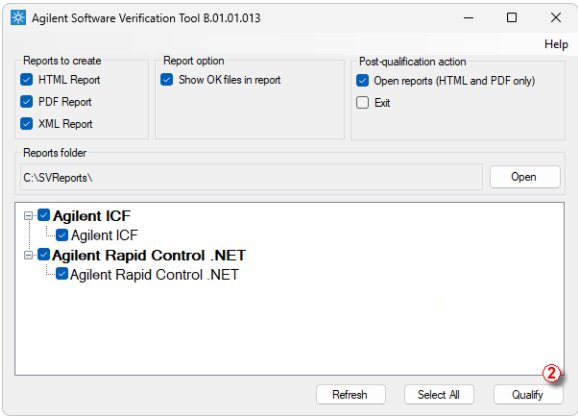 Agilent Software Verification Tool B.01.01.013
Help
Reports to create
HTML Report
PDF Report
XML Report
Report option
Show OK files in report
Post-qualification action
Open reports (HTML and PDF only)
Exit
Reports folder
C:\SVReports\
Open
Agilent ICF
Agilent ICF
Agilent Rapid Control .NET
Agilent Rapid Control .NET
2
Refresh
Select All
Qualify